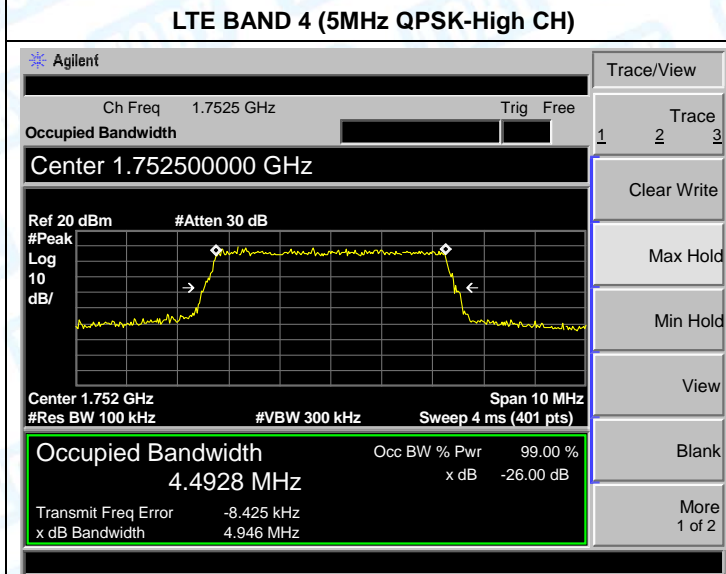 LTE BAND 4 (5MHz QPSK-High CH)
Agilent
Trace/View
Ch Freq 1.7525 GHz Trig Free
Occupied Bandwidth
Trace
1 2 3
Center 1.752500000 GHz
Clear Write
Ref 20 dBm #Atten 30 dB
#Peak
Log
10
dB/
Max Hold
Min Hold
View
Center 1.752 GHz Span 10 MHz
#Res BW 100 kHz #VBW 300 kHz Sweep 4 ms (401 pts)
Occupied Bandwidth
4.4928 MHz
Occ BW % Pwr 99.00 %
x dB -26.00 dB
Blank
Transmit Freq Error -8.425 kHz
x dB Bandwidth 4.946 MHz
More
1 of 2